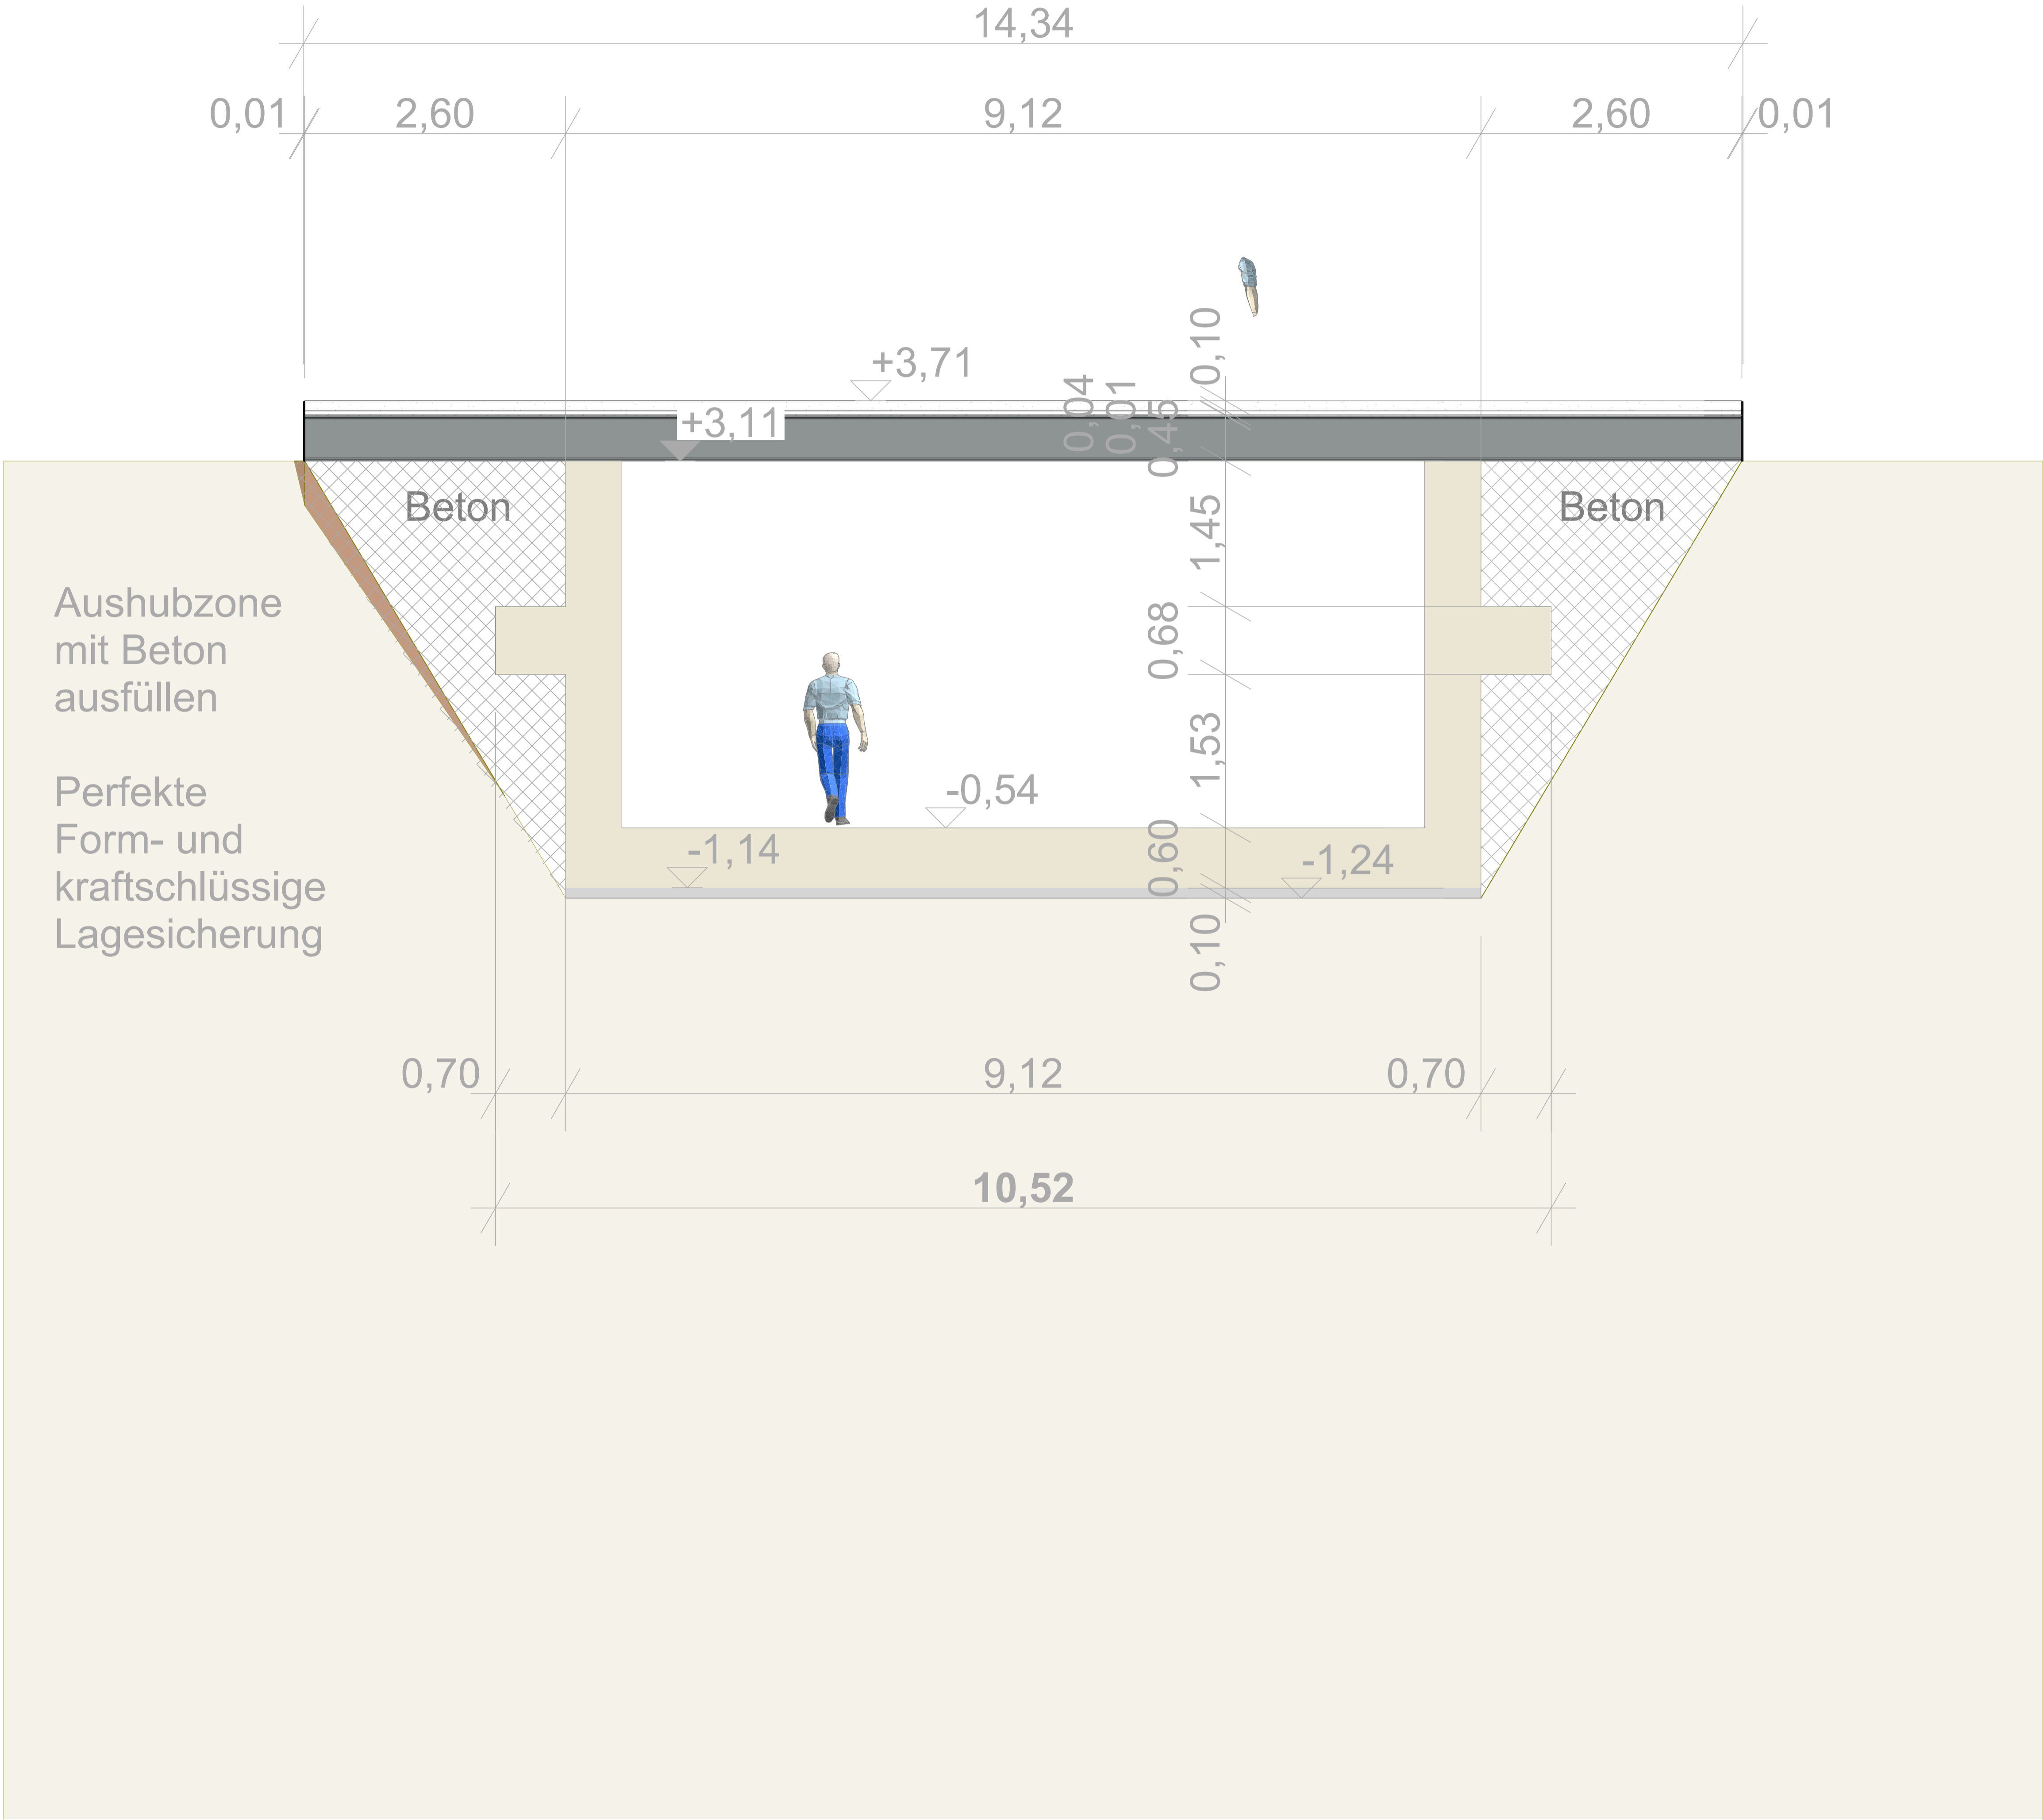 14,34
0,01 2,60 9,12 2,60 0,01
0,10
+3,71
0,04
0,01
0,45
+3,11
Beton
Beton
1,45
Aushubzone
mit Beton
ausfüllen
0,68
Perfekte
Form- und
kraftschlüssige
Lagesicherung
1,53
-0,54
-1,14
0,60
-1,24
0,10
0,70 9,12 0,70
10,52